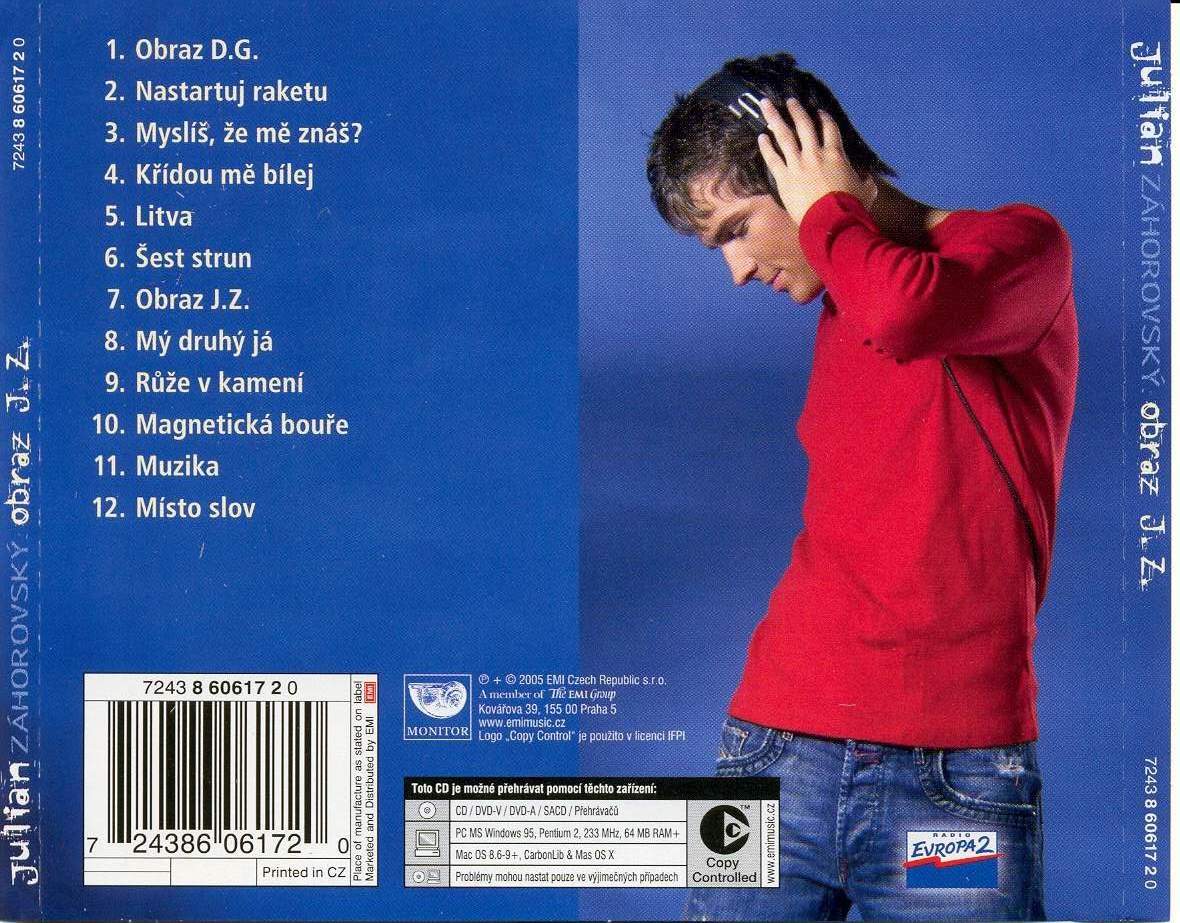 7243 8 60617 2 0
Julian ZÁHOROVSKÝ obraz J. Z.
1. Obraz D.G.
2. Nastartuj raketu
3. Myslíš, že mě znáš?
4. Křídou mě bílej
5. Litva
6. Šest strun
7. Obraz J.Z.
8. Mý druhý já
9. Růže v kamení
10. Magnetická bouře
11. Muzika
12. Místo slov
7243 8 60617 2 0
7 24386 06172 0
Printed in CZ
Place of manufacture as stated on label
Marketed and Distributed by EMI
EMI
MONITOR
℗ + © 2005 EMI Czech Republic s.r.o.
A member of The EMI Group
Kovářova 39, 155 00 Praha 5
www.emimusic.cz
Logo „Copy Control" je použito v licenci IFPI
Toto CD je možné přehrávat pomocí těchto zařízení:
CD / DVD-V / DVD-A / SACD / Přehrávačů
PC MS Windows 95, Pentium 2, 233 MHz, 64 MB RAM+
Mac OS 8.6-9+, CarbonLib & Mas OS X
Problémy mohou nastat pouze ve výjimečných případech
TM
Copy
Controlled
www.emimusic.cz
RADIO
EVROPA 2
Julian ZÁHOROVSKÝ obraz J. Z.
7243 8 60617 2 0